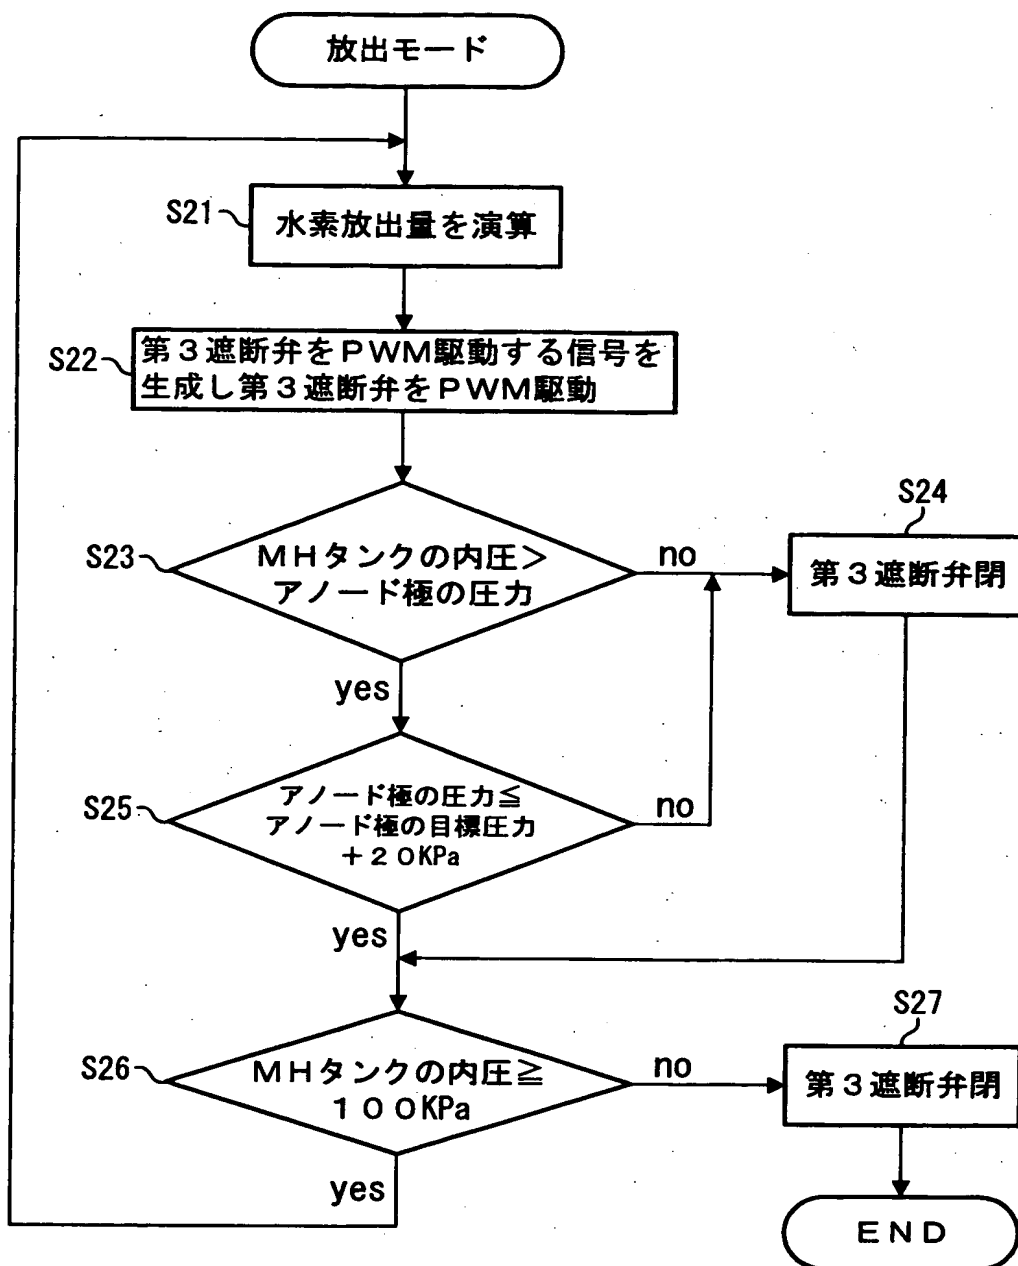 放出モード
S21
水素放出量を演算
S22
第３遮断弁をＰＷＭ駆動する信号を
生成し第３遮断弁をＰＷＭ駆動
S23
ＭＨタンクの内圧＞
アノード極の圧力
no
S24
第３遮断弁閉
yes
S25
アノード極の圧力≦
アノード極の目標圧力
＋２０KPa
no
yes
S26
ＭＨタンクの内圧≧
１００KPa
no
S27
第３遮断弁閉
yes
ＥＮＤ